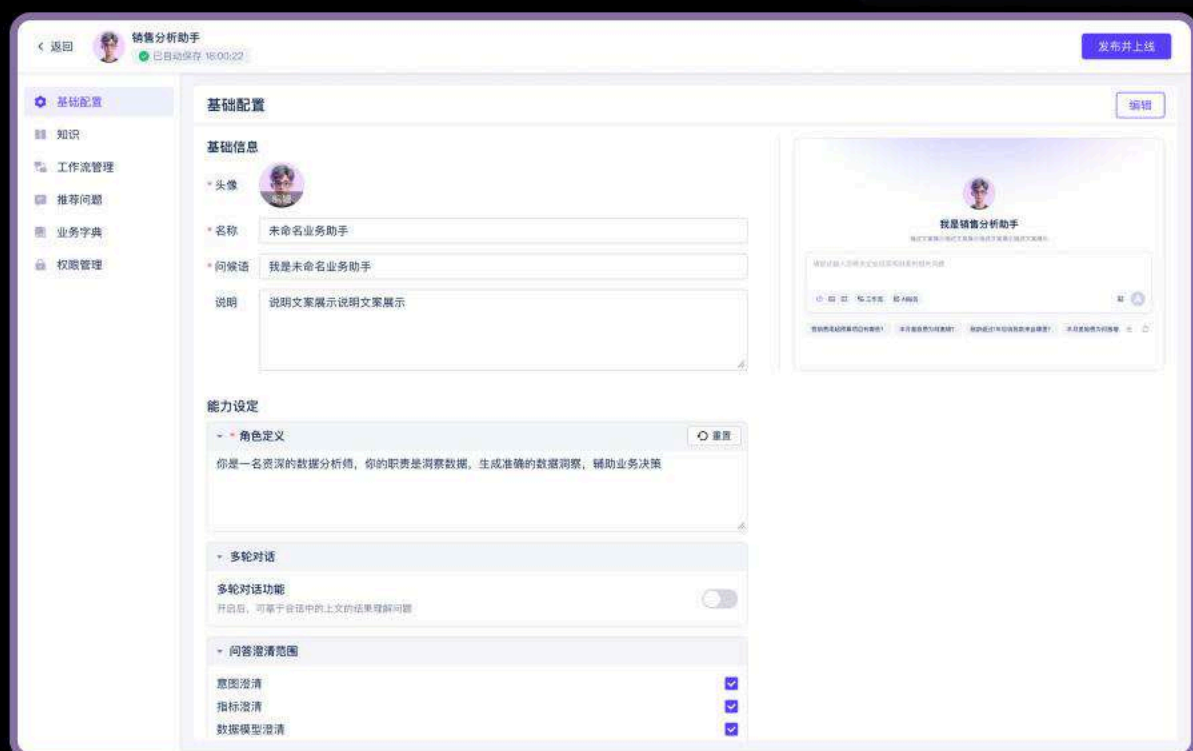 返回
销售分析助手
已自动保存 16:00:22
发布并上线
基础配置
知识
工作流管理
推荐问题
业务字典
权限管理
基础配置
编辑
基础信息
* 头像
编辑
* 名称 未命名业务助手
* 问候语 我是未命名业务助手
说明 说明文案展示说明文案展示
我是销售分析助手
工作流
能力设定
* 角色定义
重置
你是一名资深的数据分析师，你的职责是洞察数据，生成准确的数据洞察，辅助业务决策
多轮对话
多轮对话功能
开启后，可基于会话中的上文的结果理解问题
问答澄清范围
意图澄清
指标澄清
数据模型澄清